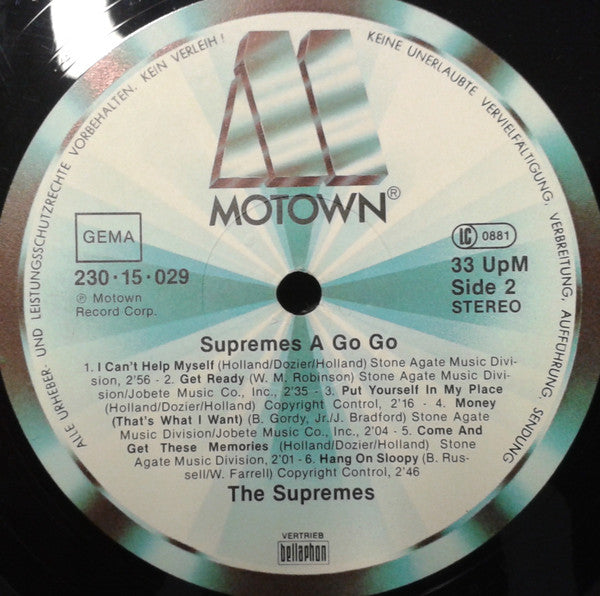 ALLE URHEBER- UND LEISTUNGSSCHUTZRECHTE VORBEHALTEN. KEIN VERLEIH! KEINE UNERLAUBTE VERVIELFÄLTIGUNG, VERBREITUNG, AUFFÜHRUNG, SENDUNG
MOTOWN®
GEMA
230·15·029
℗ Motown
Record Corp.
LC 0881
33 UpM
Side 2
STEREO
Supremes A Go Go
1. I Can't Help Myself (Holland/Dozier/Holland) Stone Agate Music Divi-
sion, 2'56 - 2. Get Ready (W. M. Robinson) Stone Agate Music Divi-
sion/Jobete Music Co., Inc., 2'35 - 3. Put Yourself In My Place
(Holland/Dozier/Holland) Copyright Control, 2'16 - 4. Money
(That's What I Want) (B. Gordy, Jr./J. Bradford) Stone Agate
Music Division/Jobete Music Co., Inc., 2'04 - 5. Come And
Get These Memories (Holland/Dozier/Holland) Stone
Agate Music Division, 2'01 - 6. Hang On Sloopy (B. Rus-
sell/W. Farrell) Copyright Control, 2'46
The Supremes
VERTRIEB
bellaphon